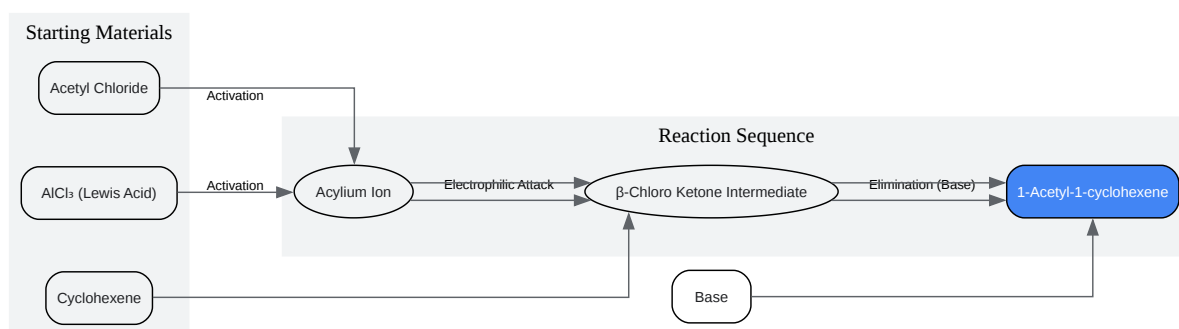 Starting Materials
Acetyl Chloride
Activation
Reaction Sequence
AlCl₃ (Lewis Acid)
Activation
Acylium Ion
Electrophilic Attack
β-Chloro Ketone Intermediate
Elimination (Base)
1-Acetyl-1-cyclohexene
Cyclohexene
Base